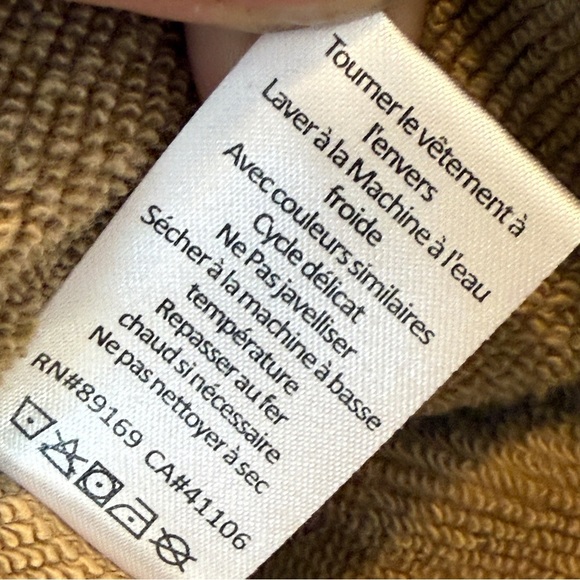 Tourner le vêtement à
l'envers
Laver à la Machine à l'eau
froide
Avec couleurs similaires
Cycle délicat
Ne Pas javelliser
Sécher à la machine à basse
température
Repasser au fer
chaud si nécessaire
Ne pas nettoyer à sec
RN#89169 CA#41106